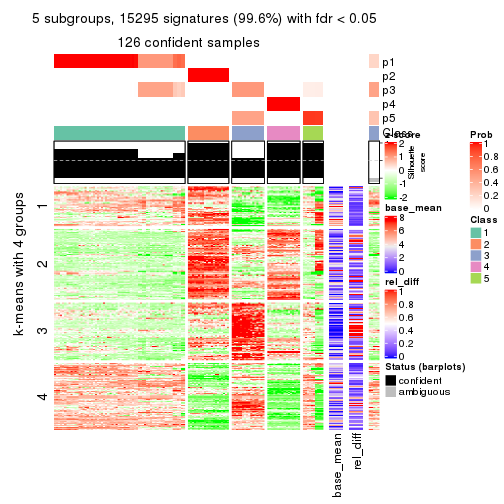 5 subgroups, 15295 signatures (99.6%) with fdr < 0.05
126 confident samples
p1
p2
p3
p4
p5
Class
z-score
2
1
0
-1
-2
Silhouette
score
Prob
1
0.8
0.6
0.4
0.2
0
k-means with 4 groups
1
2
3
4
base_mean
8
6
4
2
0
Class
1
2
3
4
5
rel_diff
1
0.8
0.6
0.4
0.2
0
Status (barplots)
confident
ambiguous
base_mean
rel_diff